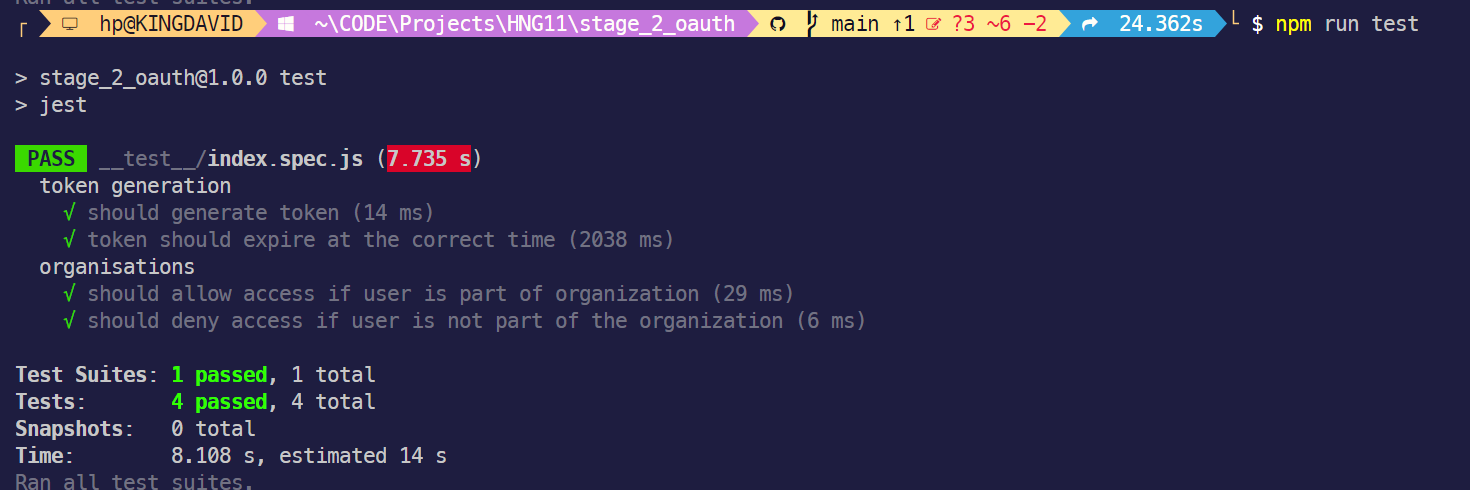 Ran all test suites.
hp@KINGDAVID ~\CODE\Projects\HNG11\stage_2_oauth main ↑1 ?3 ~6 -2 24.362s $ npm run test
> stage_2_oauth@1.0.0 test
> jest
PASS __test__/index.spec.js (7.735 s)
token generation
√ should generate token (14 ms)
√ token should expire at the correct time (2038 ms)
organisations
√ should allow access if user is part of organization (29 ms)
√ should deny access if user is not part of the organization (6 ms)
Test Suites: 1 passed, 1 total
Tests: 4 passed, 4 total
Snapshots: 0 total
Time: 8.108 s, estimated 14 s
Ran all test suites.